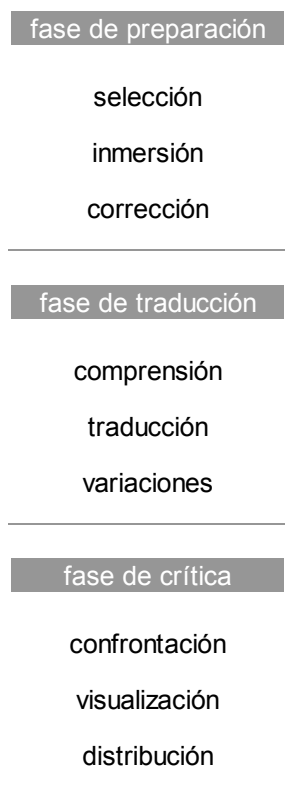 fase de preparación
selección
inmersión
corrección
fase de traducción
comprensión
traducción
variaciones
fase de crítica
confrontación
visualización
distribución